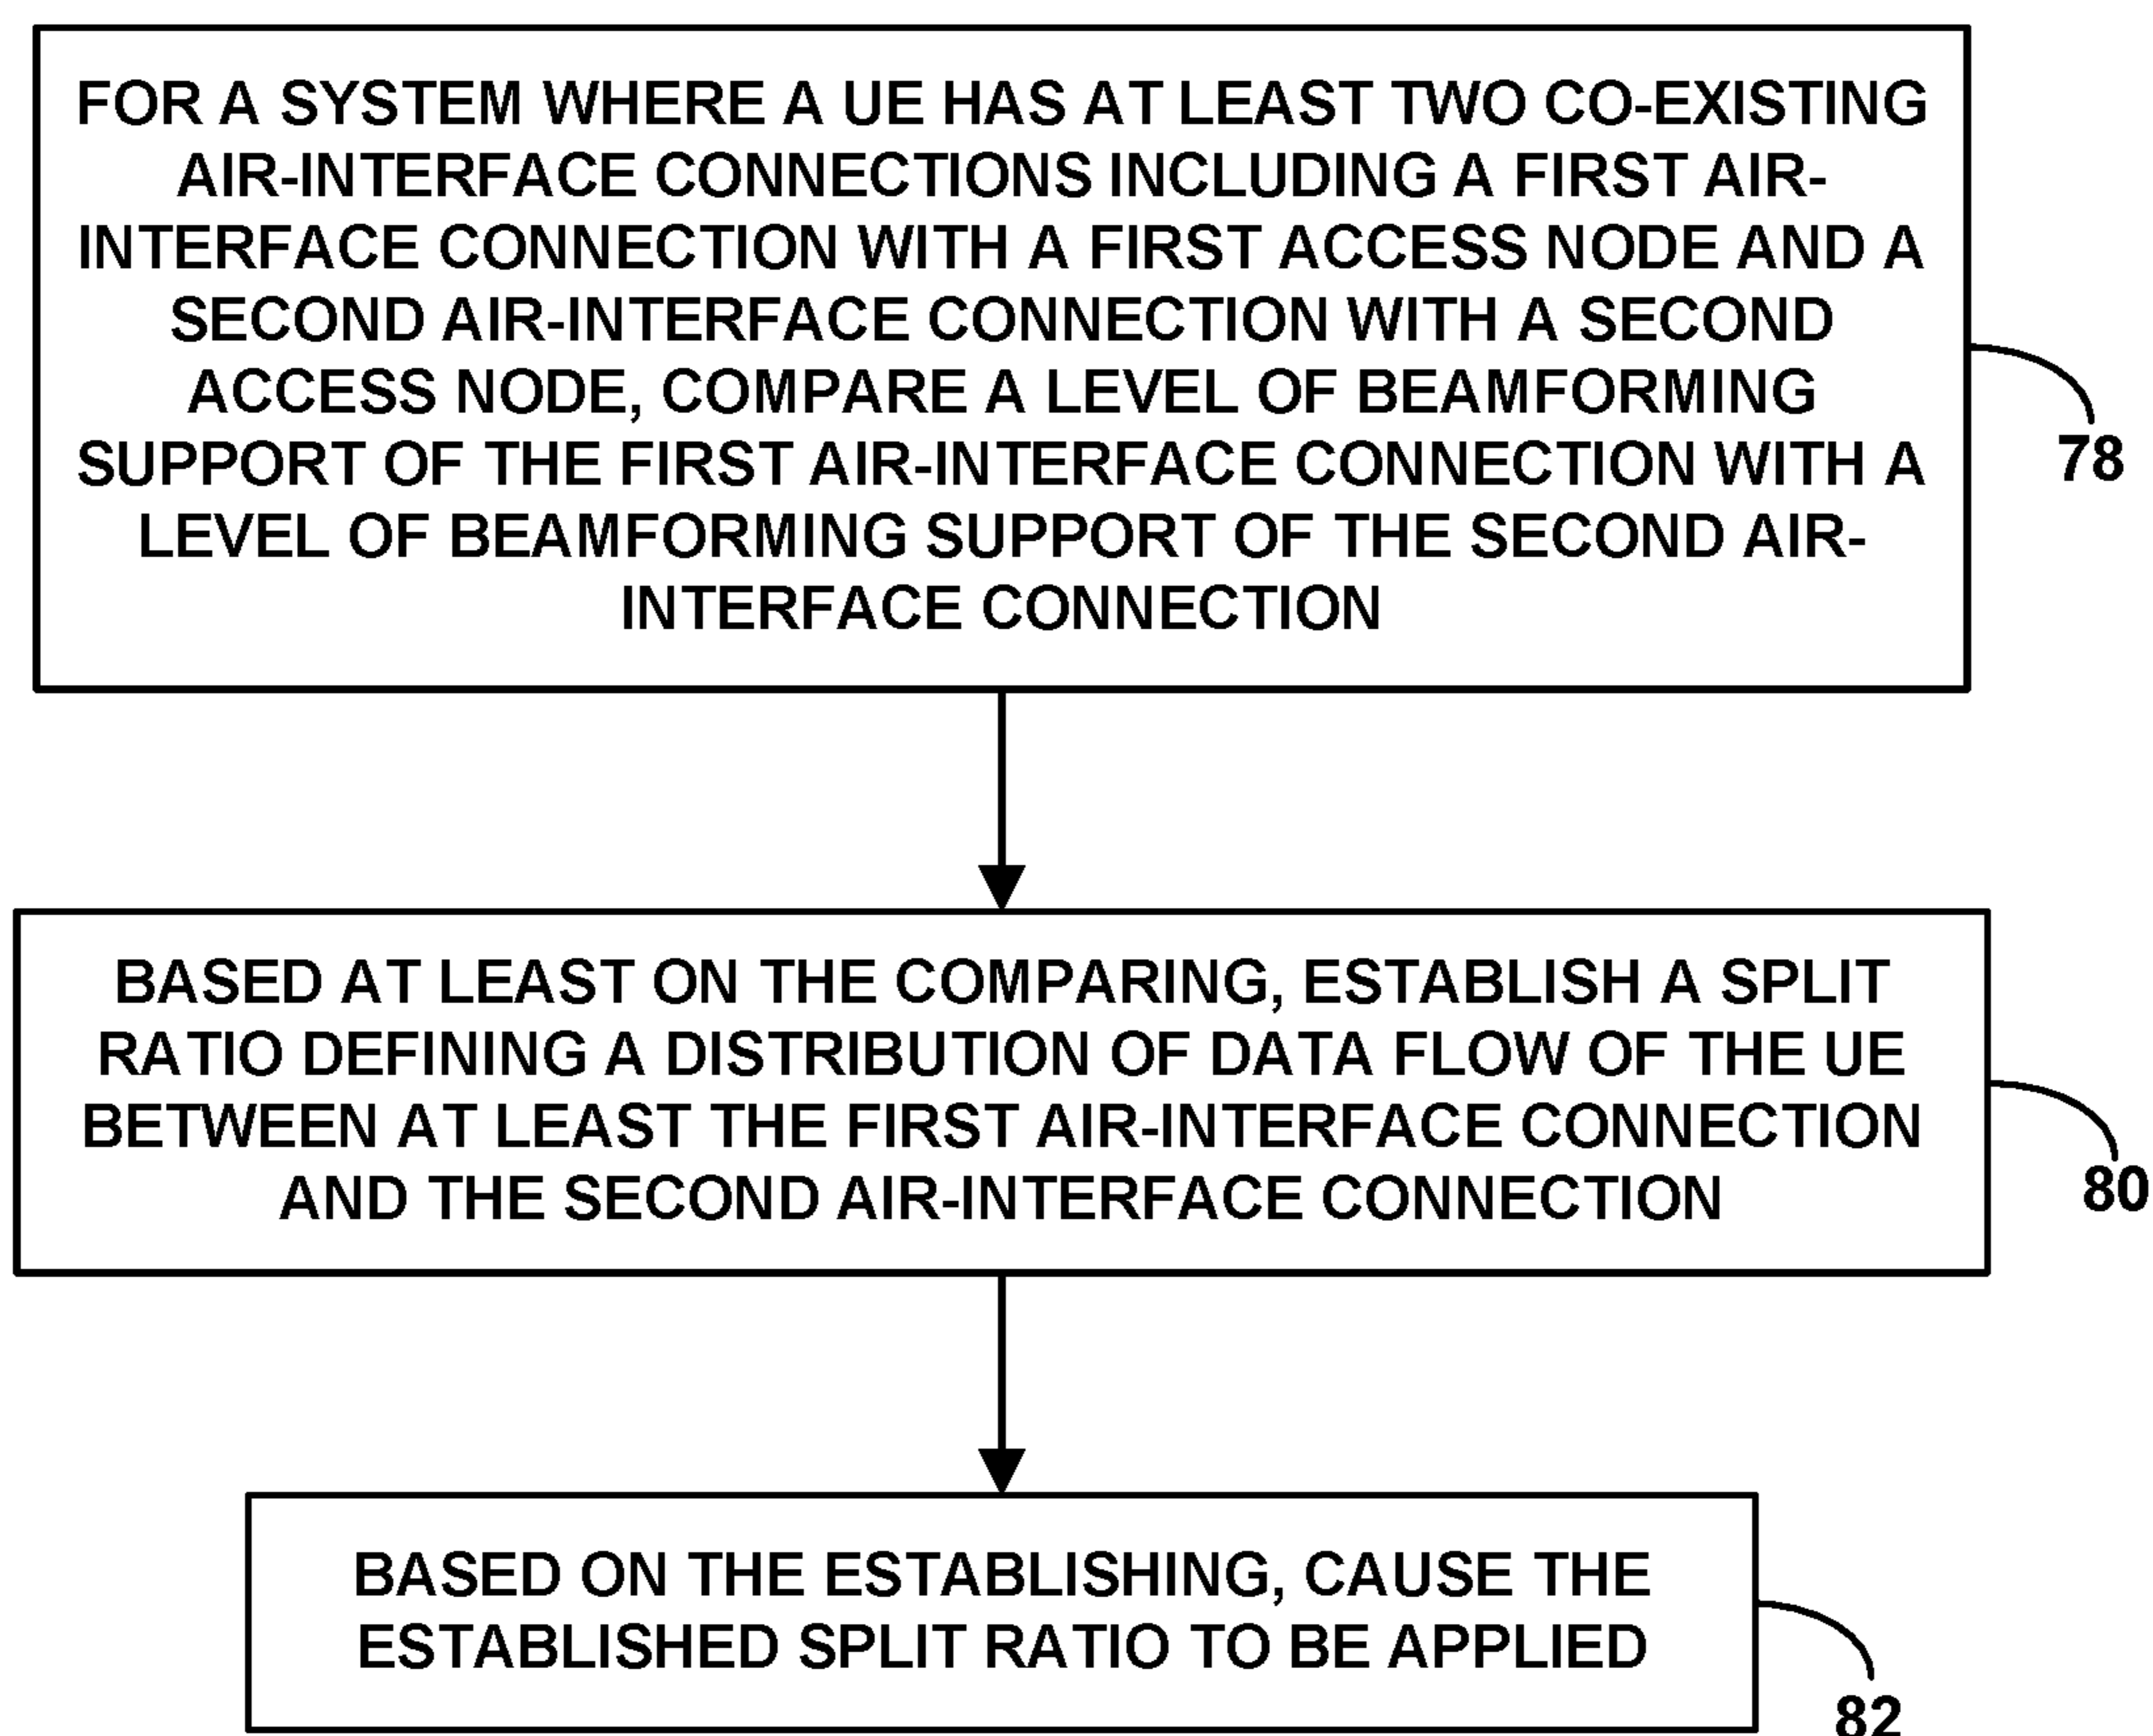 FOR A SYSTEM WHERE A UE HAS AT LEAST TWO CO-EXISTING
AIR-INTERFACE CONNECTIONS INCLUDING A FIRST AIR-
INTERFACE CONNECTION WITH A FIRST ACCESS NODE AND A
SECOND AIR-INTERFACE CONNECTION WITH A SECOND
ACCESS NODE, COMPARE A LEVEL OF BEAMFORMING
SUPPORT OF THE FIRST AIR-INTERFACE CONNECTION WITH A
LEVEL OF BEAMFORMING SUPPORT OF THE SECOND AIR-
INTERFACE CONNECTION
78
BASED AT LEAST ON THE COMPARING, ESTABLISH A SPLIT
RATIO DEFINING A DISTRIBUTION OF DATA FLOW OF THE UE
BETWEEN AT LEAST THE FIRST AIR-INTERFACE CONNECTION
AND THE SECOND AIR-INTERFACE CONNECTION
80
BASED ON THE ESTABLISHING, CAUSE THE
ESTABLISHED SPLIT RATIO TO BE APPLIED
82